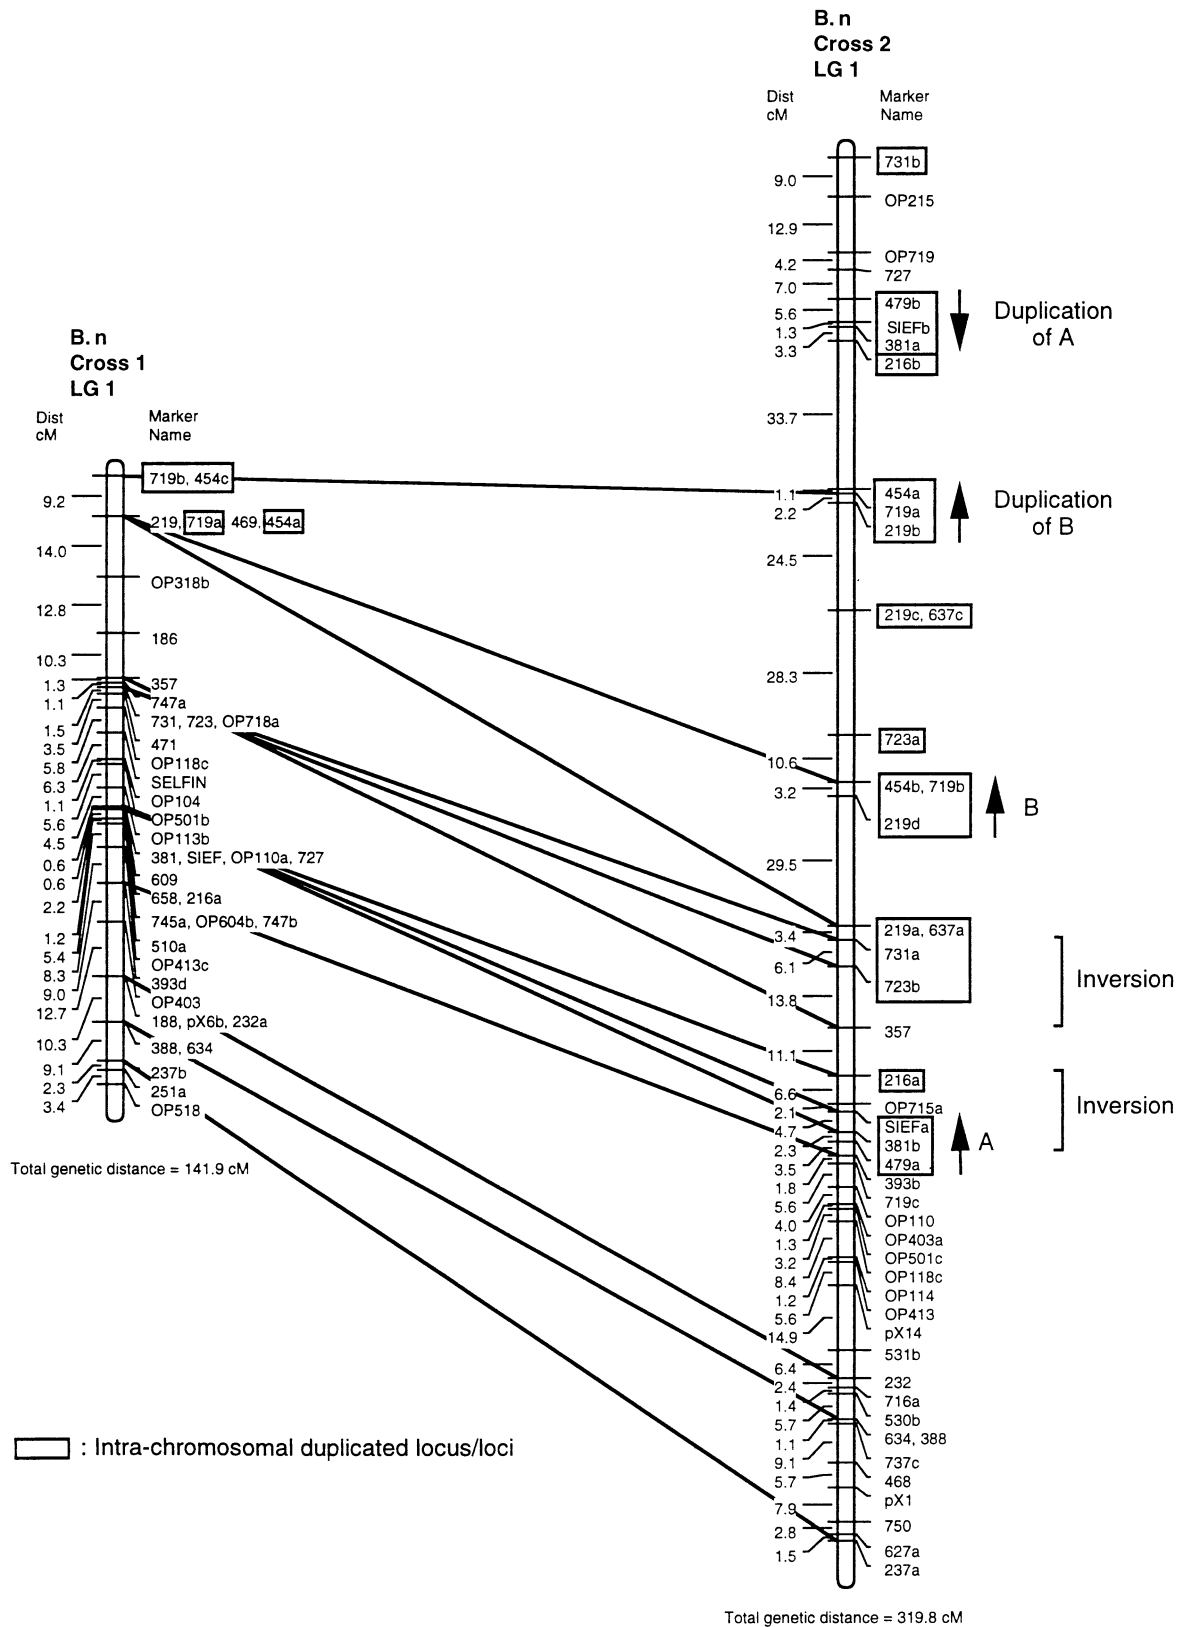 B. n
Cross 2
LG 1
Dist
cM
Marker
Name
731b
9.0
OP215
12.9
OP719
4.2
727
7.0
479b
5.6
SIEFb
1.3
381a
3.3
216b
Duplication
of A
33.7
454a
1.1
719a
2.2
219b
Duplication
of B
24.5
219c, 637c
28.3
723a
10.6
454b, 719b
3.2
219d
B
29.5
219a, 637a
3.4
731a
6.1
723b
13.8
357
Inversion
11.1
216a
6.6
OP715a
2.1
SIEFa
4.7
381b
2.3
479a
A
Inversion
3.5
393b
1.8
719c
5.6
OP110
4.0
OP403a
1.3
OP501c
3.2
OP118c
8.4
OP114
1.2
OP413
5.6
pX14
14.9
531b
6.4
232
2.4
716a
1.4
530b
5.7
634, 388
1.1
737c
9.1
468
5.7
pX1
7.9
750
2.8
627a
1.5
237a
Total genetic distance = 319.8 cM
B. n
Cross 1
LG 1
Dist
cM
Marker
Name
719b, 454c
9.2
219, 719a, 469, 454a
14.0
OP318b
12.8
186
10.3
357
1.3
747a
1.1
731, 723, OP718a
1.5
471
3.5
OP118c
5.8
SELFIN
6.3
OP104
1.1
OP501b
5.6
OP113b
4.5
381, SIEF, OP110a, 727
0.6
609
0.6
658, 216a
2.2
745a, OP604b, 747b
1.2
510a
5.4
OP413c
8.3
393d
9.0
OP403
12.7
188, pX6b, 232a
10.3
388, 634
9.1
237b
2.3
251a
3.4
OP518
Total genetic distance = 141.9 cM
: Intra-chromosomal duplicated locus/loci